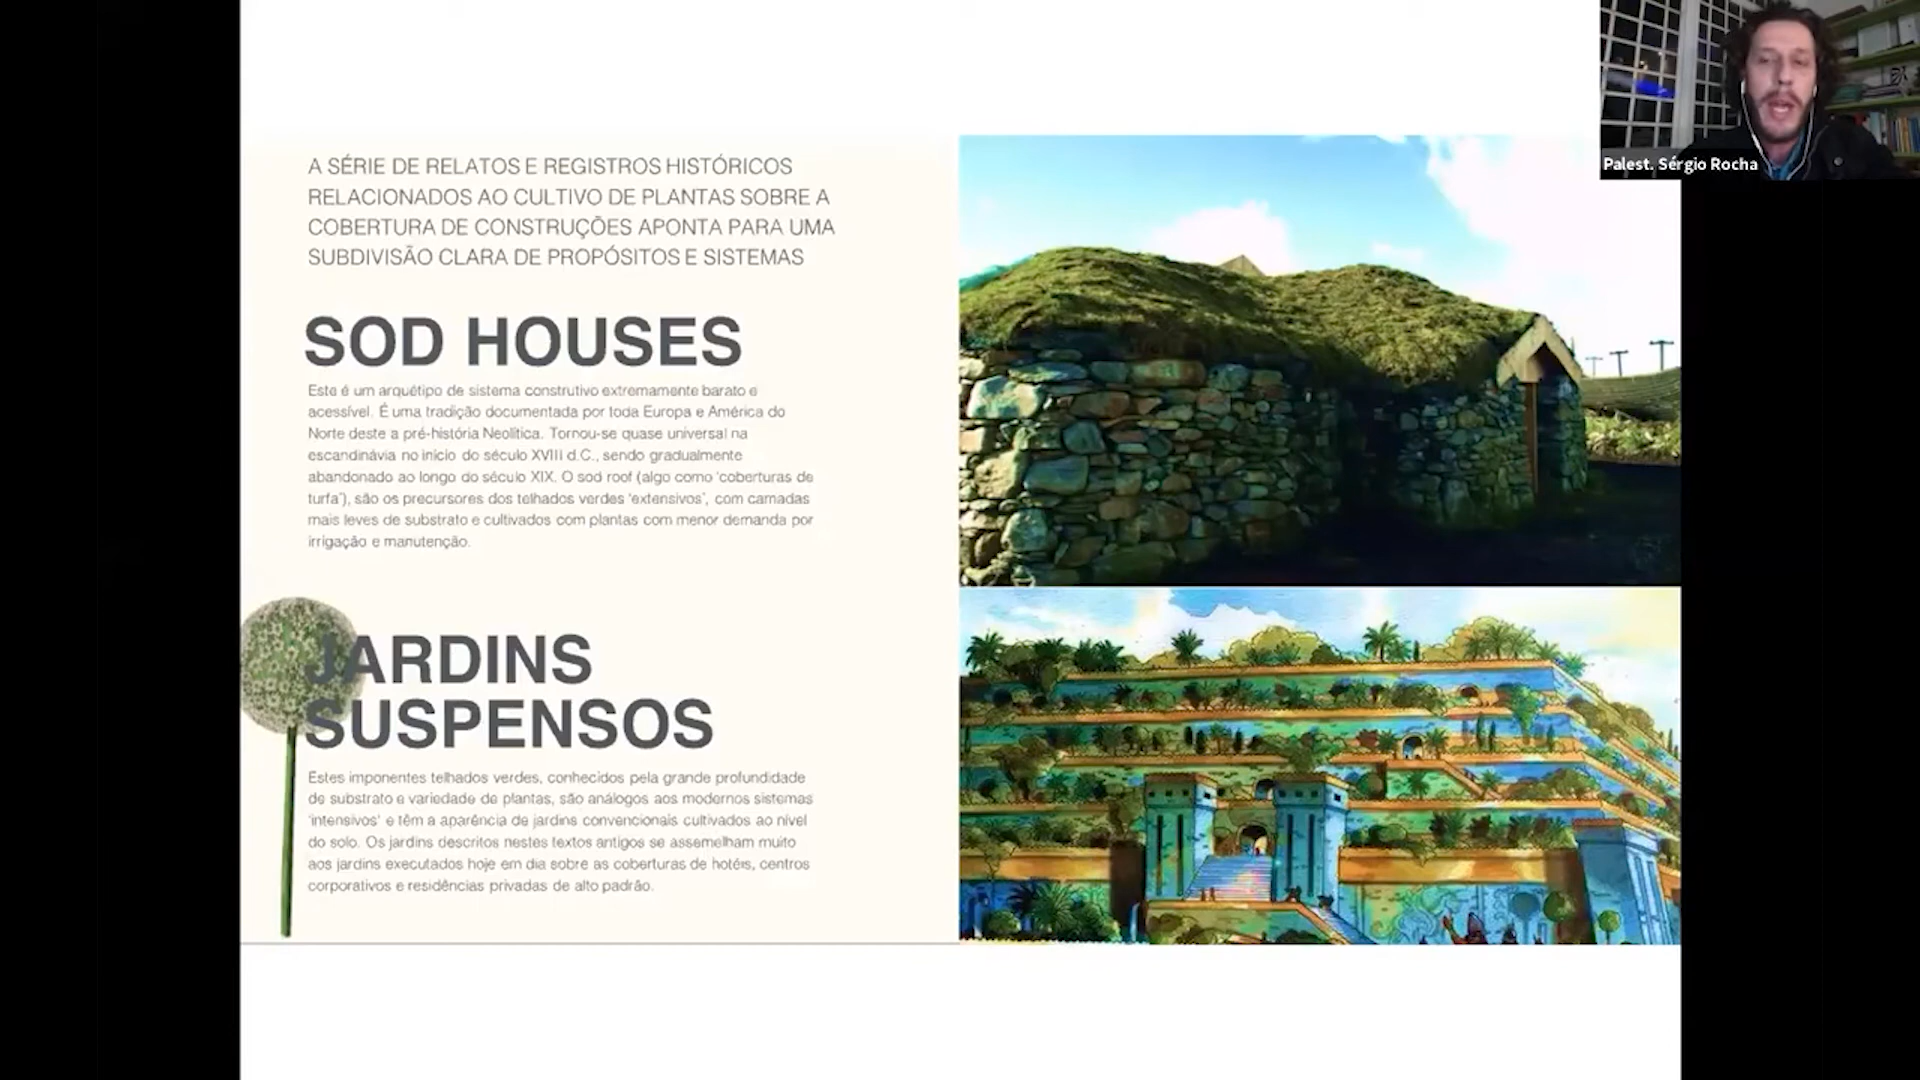 Palest. Sérgio Rocha
A SÉRIE DE RELATOS E REGISTROS HISTÓRICOS
RELACIONADOS AO CULTIVO DE PLANTAS SOBRE A
COBERTURA DE CONSTRUÇÕES APONTA PARA UMA
SUBDIVISÃO CLARA DE PROPÓSITOS E SISTEMAS
SOD HOUSES
Este é um arquétipo de sistema construtivo extremamente barato e
acessível. É uma tradição documentada por toda Europa e América do
Norte deste a pré-história Neolítica. Tornou-se quase universal na
escandinávia no início do século XVIII d.C., sendo gradualmente
abandonado ao longo do século XIX. O sod roof (algo como 'coberturas de
turfa'), são os precursores dos telhados verdes 'extensivos', com camadas
mais leves de substrato e cultivados com plantas com menor demanda por
irrigação e manutenção.
JARDINS
SUSPENSOS
Estes imponentes telhados verdes, conhecidos pela grande profundidade
de substrato e variedade de plantas, são análogos aos modernos sistemas
'intensivos' e têm a aparência de jardins convencionais cultivados ao nível
do solo. Os jardins descritos nestes textos antigos se assemelham muito
aos jardins executados hoje em dia sobre as coberturas de hotéis, centros
corporativos e residências privadas de alto padrão.